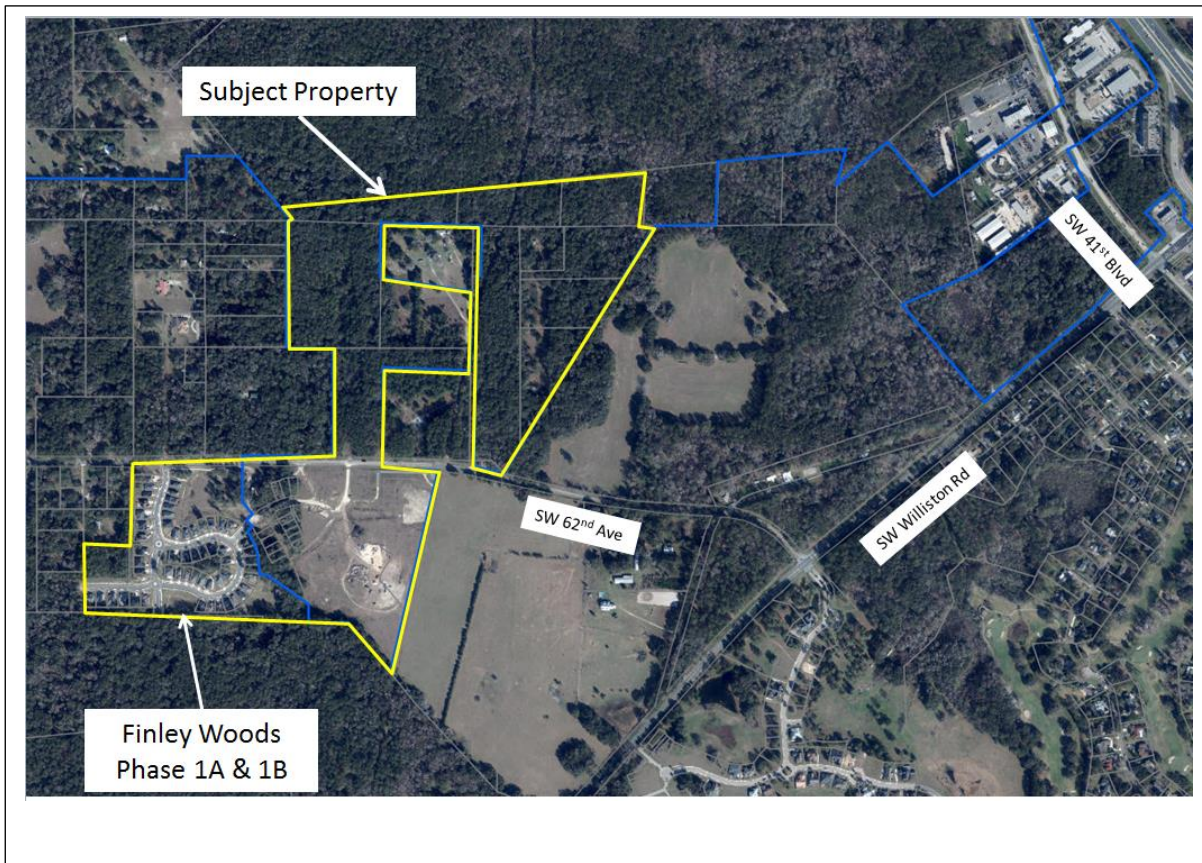 Subject Property
SW 41st Blvd
SW 62nd Ave
SW Williston Rd
Finley Woods
Phase 1A & 1B